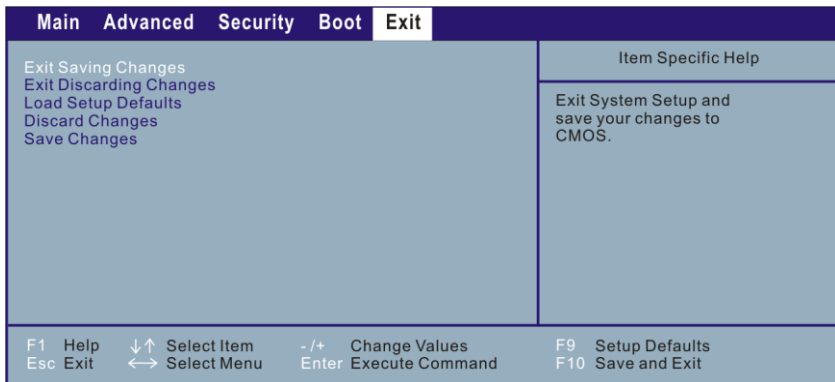 Main Advanced Security Boot Exit
Exit Saving Changes
Exit Discarding Changes
Load Setup Defaults
Discard Changes
Save Changes
Item Specific Help
Exit System Setup and
save your changes to
CMOS.
F1 Help ↓↑ Select Item -/+ Change Values F9 Setup Defaults
Esc Exit ←→ Select Menu Enter Execute Command F10 Save and Exit